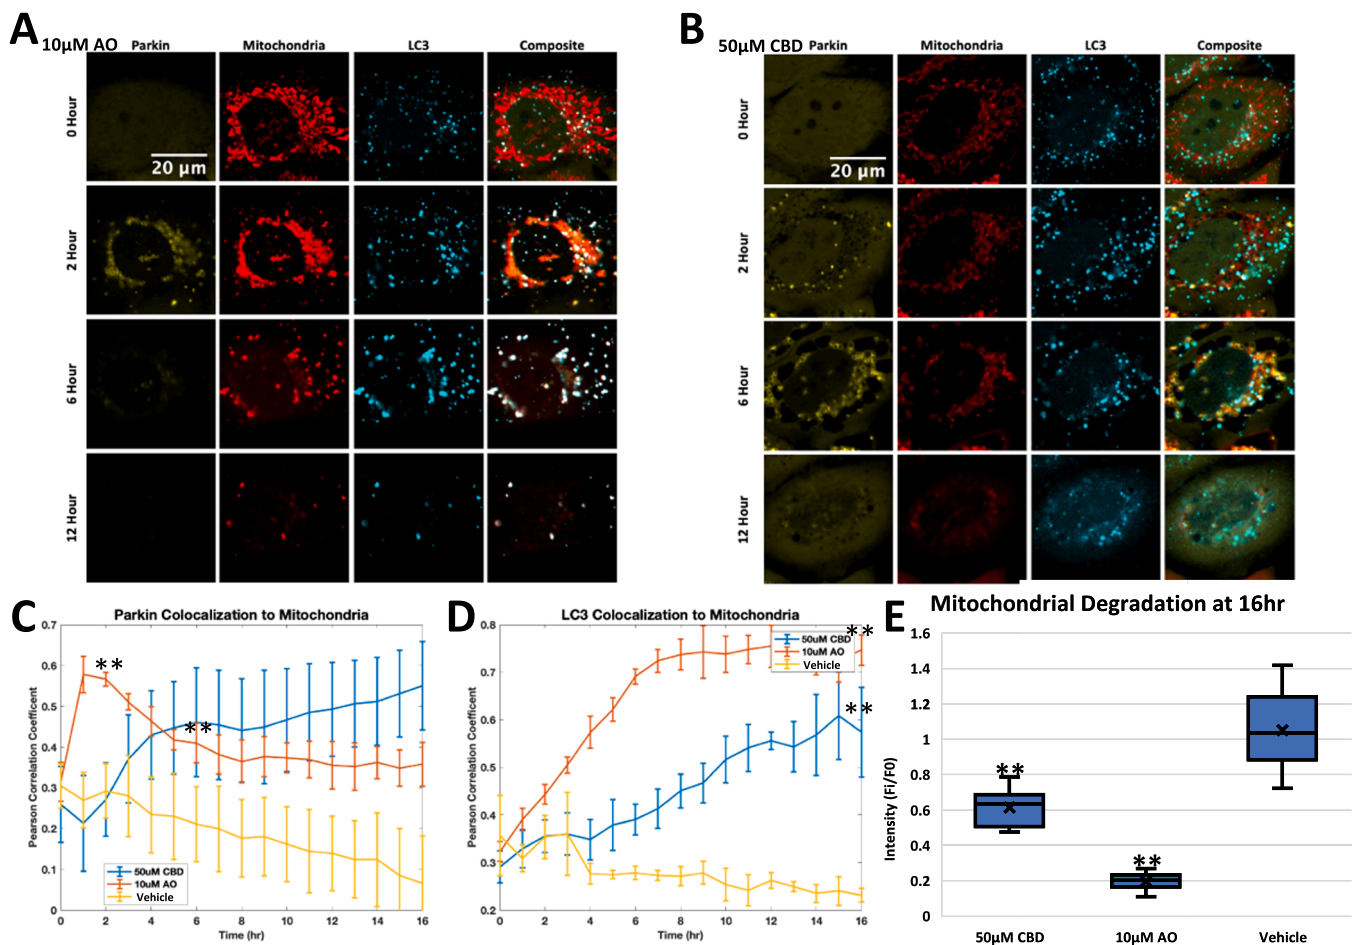 A
10µM AO
Parkin
Mitochondria
LC3
Composite
0 Hour
20 µm
2 Hour
6 Hour
12 Hour
B
50µM CBD
Parkin
Mitochondria
LC3
Composite
0 Hour
20 µm
2 Hour
6 Hour
12 Hour
C
Parkin Colocalization to Mitochondria
Pearson Correlation Coefficent
0.7
0.6
0.5
0.4
0.3
0.2
0.1
0
**
**
50uM CBD
10uM AO
Vehicle
0 2 4 6 8 10 12 14 16
Time (hr)
D
LC3 Colocalization to Mitochondria
Pearson Correlation Coefficient
0.8
0.7
0.6
0.5
0.4
0.3
0.2
50uM CBD
10uM AO
Vehicle
**
**
0 2 4 6 8 10 12 14 16
Time (hr)
E
Mitochondrial Degradation at 16hr
Intensity (Fi/F0)
1.6
1.4
1.2
1
0.8
0.6
0.4
0.2
0
**
**
50µM CBD
10µM AO
Vehicle